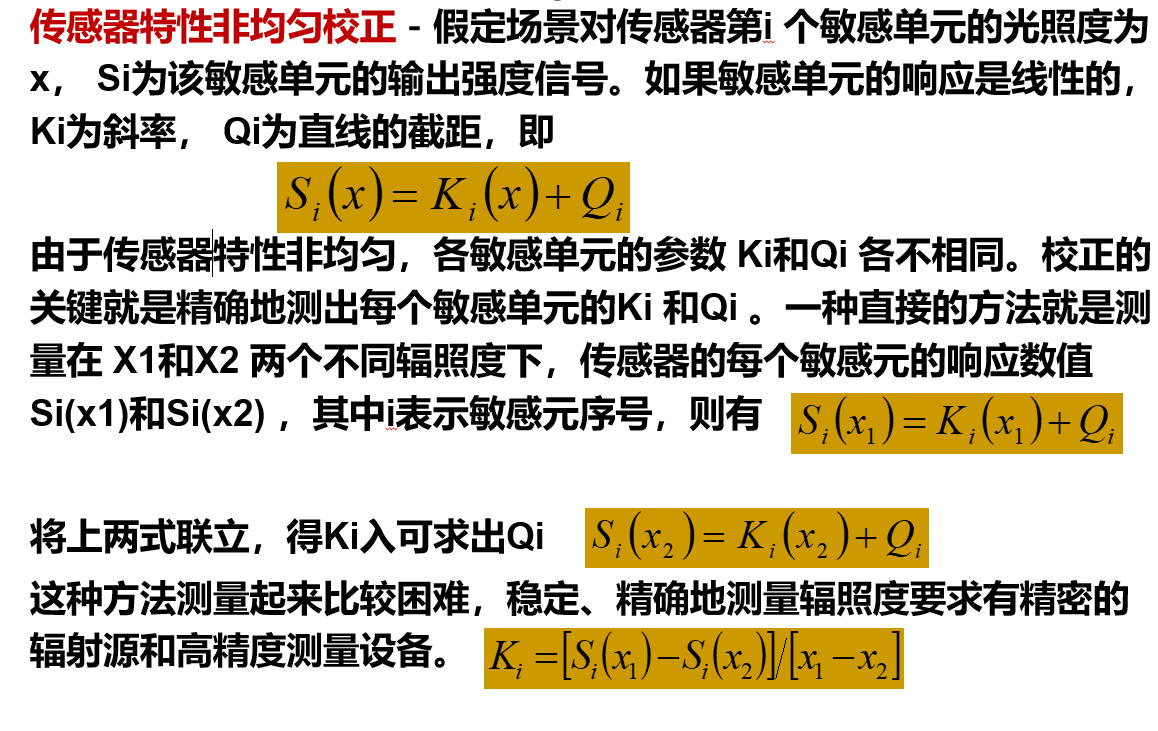 传感器特性非均匀校正 - 假定场景对传感器第i 个敏感单元的光照度为
x， Si为该敏感单元的输出强度信号。如果敏感单元的响应是线性的，
Ki为斜率， Qi为直线的截距，即
S_i(x) = K_i(x) + Q_i
由于传感器特性非均匀，各敏感单元的参数 Ki和Qi 各不相同。校正的
关键就是精确地测出每个敏感单元的Ki 和Qi 。一种直接的方法就是测
量在 X1和X2 两个不同辐照度下，传感器的每个敏感元的响应数值
Si(x1)和Si(x2) ，其中i表示敏感元序号，则有 S_i(x_1) = K_i(x_1) + Q_i
将上两式联立，得Ki入可求出Qi S_i(x_2) = K_i(x_2) + Q_i
这种方法测量起来比较困难，稳定、精确地测量辐照度要求有精密的
辐射源和高精度测量设备。 K_i = [S_i(x_1) − S_i(x_2)]/[x_1 − x_2]